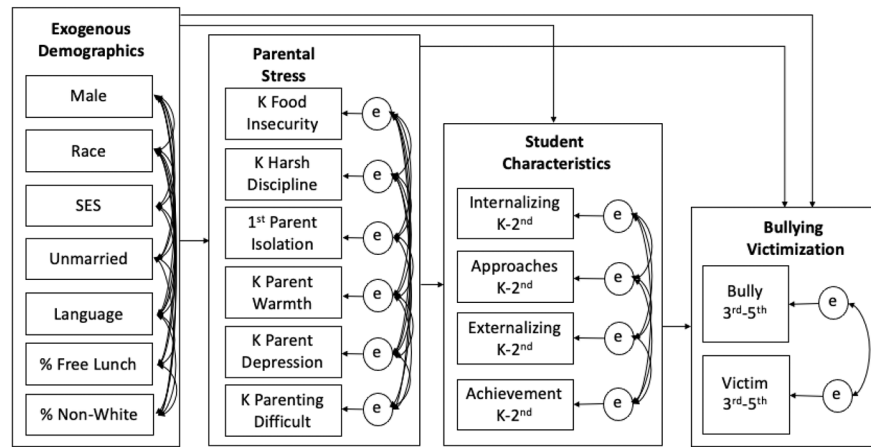 Exogenous
Demographics
Male
Race
SES
Unmarried
Language
% Free Lunch
% Non-White
Parental
Stress
K Food
Insecurity
e
K Harsh
Discipline
e
1st Parent
Isolation
e
K Parent
Warmth
e
K Parent
Depression
e
K Parenting
Difficult
e
Student
Characteristics
Internalizing
K-2nd
e
Approaches
K-2nd
e
Externalizing
K-2nd
e
Achievement
K-2nd
e
Bullying
Victimization
Bully
3rd-5th
e
Victim
3rd-5th
e